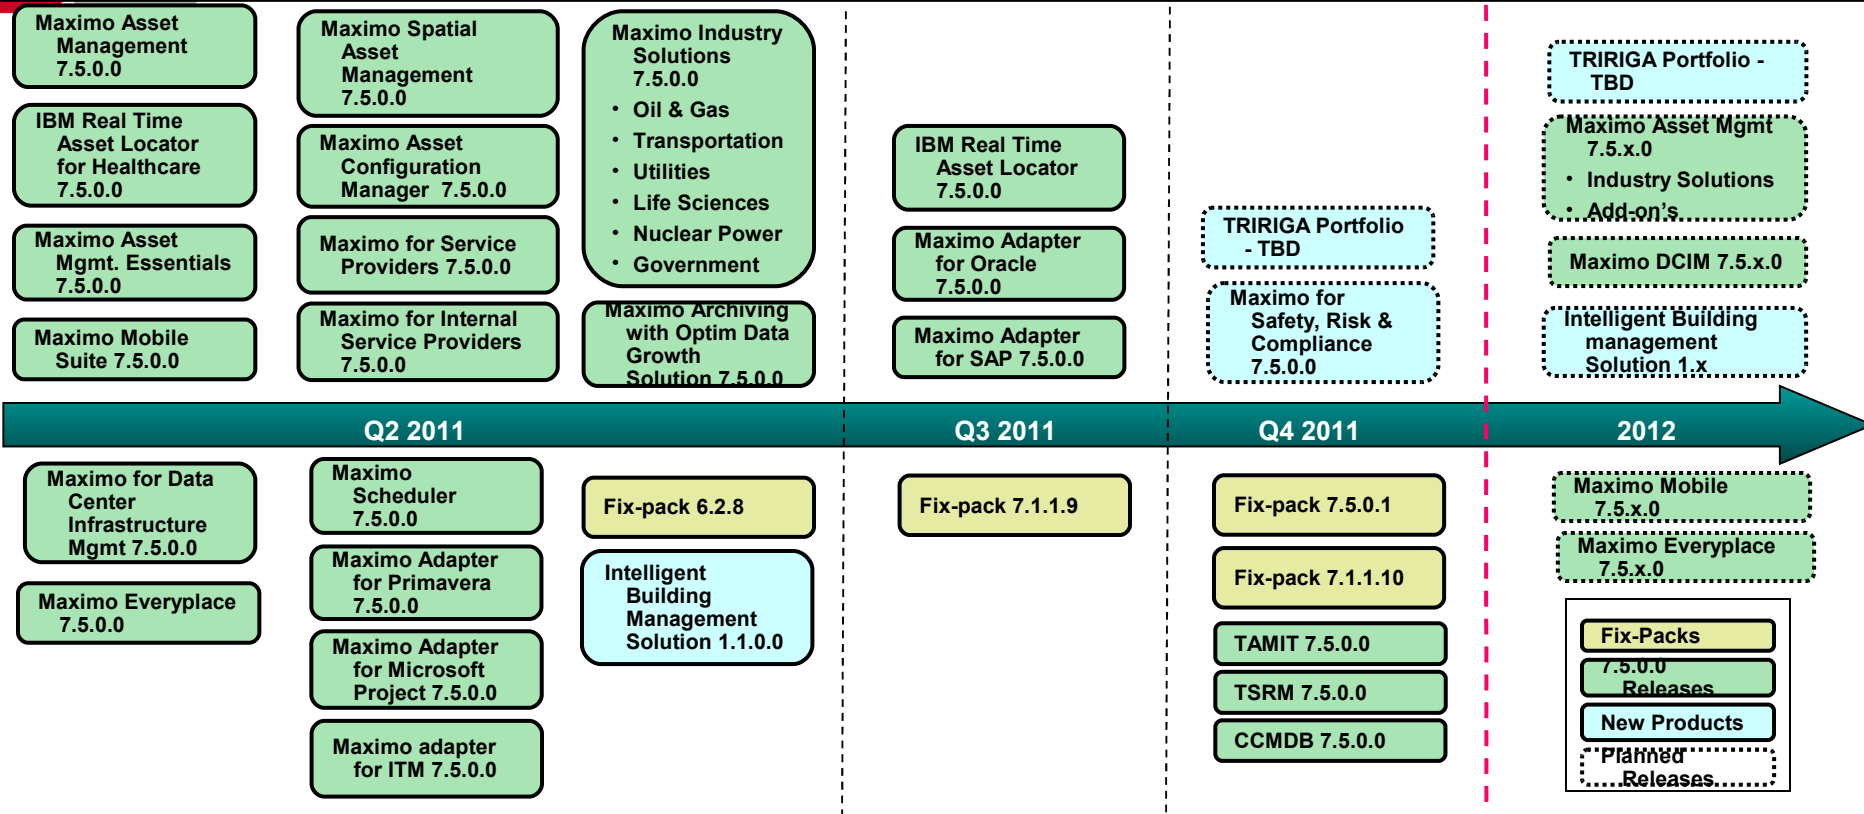 Maximo Asset
Management
7.5.0.0
IBM Real Time
Asset Locator
for Healthcare
7.5.0.0
Maximo Asset
Mgmt. Essentials
7.5.0.0
Maximo Mobile
Suite 7.5.0.0
Maximo Spatial
Asset
Management
7.5.0.0
Maximo Asset
Configuration
Manager 7.5.0.0
Maximo for Service
Providers 7.5.0.0
Maximo for Internal
Service Providers
7.5.0.0
Maximo Industry
Solutions
7.5.0.0
• Oil & Gas
• Transportation
• Utilities
• Life Sciences
• Nuclear Power
• Government
Maximo Archiving
with Optim Data
Growth
Solution 7.5.0.0
IBM Real Time
Asset Locator
7.5.0.0
Maximo Adapter
for Oracle
7.5.0.0
Maximo Adapter
for SAP 7.5.0.0
TRIRIGA Portfolio
- TBD
Maximo for
Safety, Risk &
Compliance
7.5.0.0
TRIRIGA Portfolio -
TBD
Maximo Asset Mgmt
7.5.x.0
• Industry Solutions
• Add-on's
Maximo DCIM 7.5.x.0
Intelligent Building
management
Solution 1.x
Q2 2011
Q3 2011
Q4 2011
2012
Maximo for Data
Center
Infrastructure
Mgmt 7.5.0.0
Maximo Everyplace
7.5.0.0
Maximo
Scheduler
7.5.0.0
Maximo Adapter
for Primavera
7.5.0.0
Maximo Adapter
for Microsoft
Project 7.5.0.0
Maximo adapter
for ITM 7.5.0.0
Fix-pack 6.2.8
Intelligent
Building
Management
Solution 1.1.0.0
Fix-pack 7.1.1.9
Fix-pack 7.5.0.1
Fix-pack 7.1.1.10
TAMIT 7.5.0.0
TSRM 7.5.0.0
CCMDB 7.5.0.0
Maximo Mobile
7.5.x.0
Maximo Everyplace
7.5.x.0
Fix-Packs
7.5.0.0
Releases
New Products
Planned
Releases